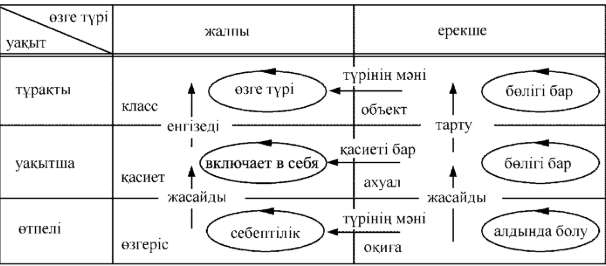 өзге түрі
уақыт
жалпы
ерекше
тұрақты
класс
өзге түрі
түрінін мәні
объект
бөлігі бар
енгізеді
тарту
уақытша
қасиет
включает в себя
қасиеті бар
ахуал
бөлігі бар
жасайды
жасайды
өтпелі
өзгеріс
себептілік
түрінің мәні
оқиға
алдында болу